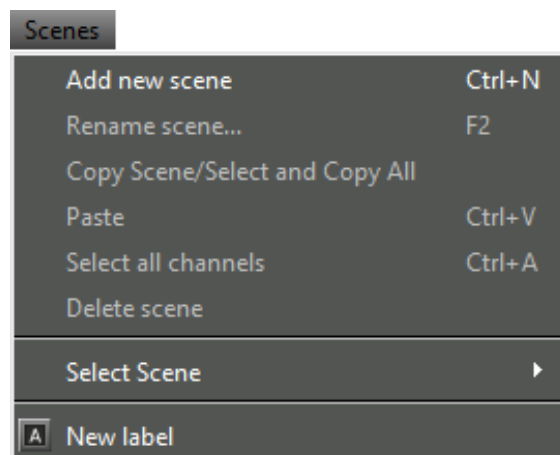 Scenes
Add new scene Ctrl+N
Rename scene... F2
Copy Scene/Select and Copy All
Paste Ctrl+V
Select all channels Ctrl+A
Delete scene
Select Scene
A New label